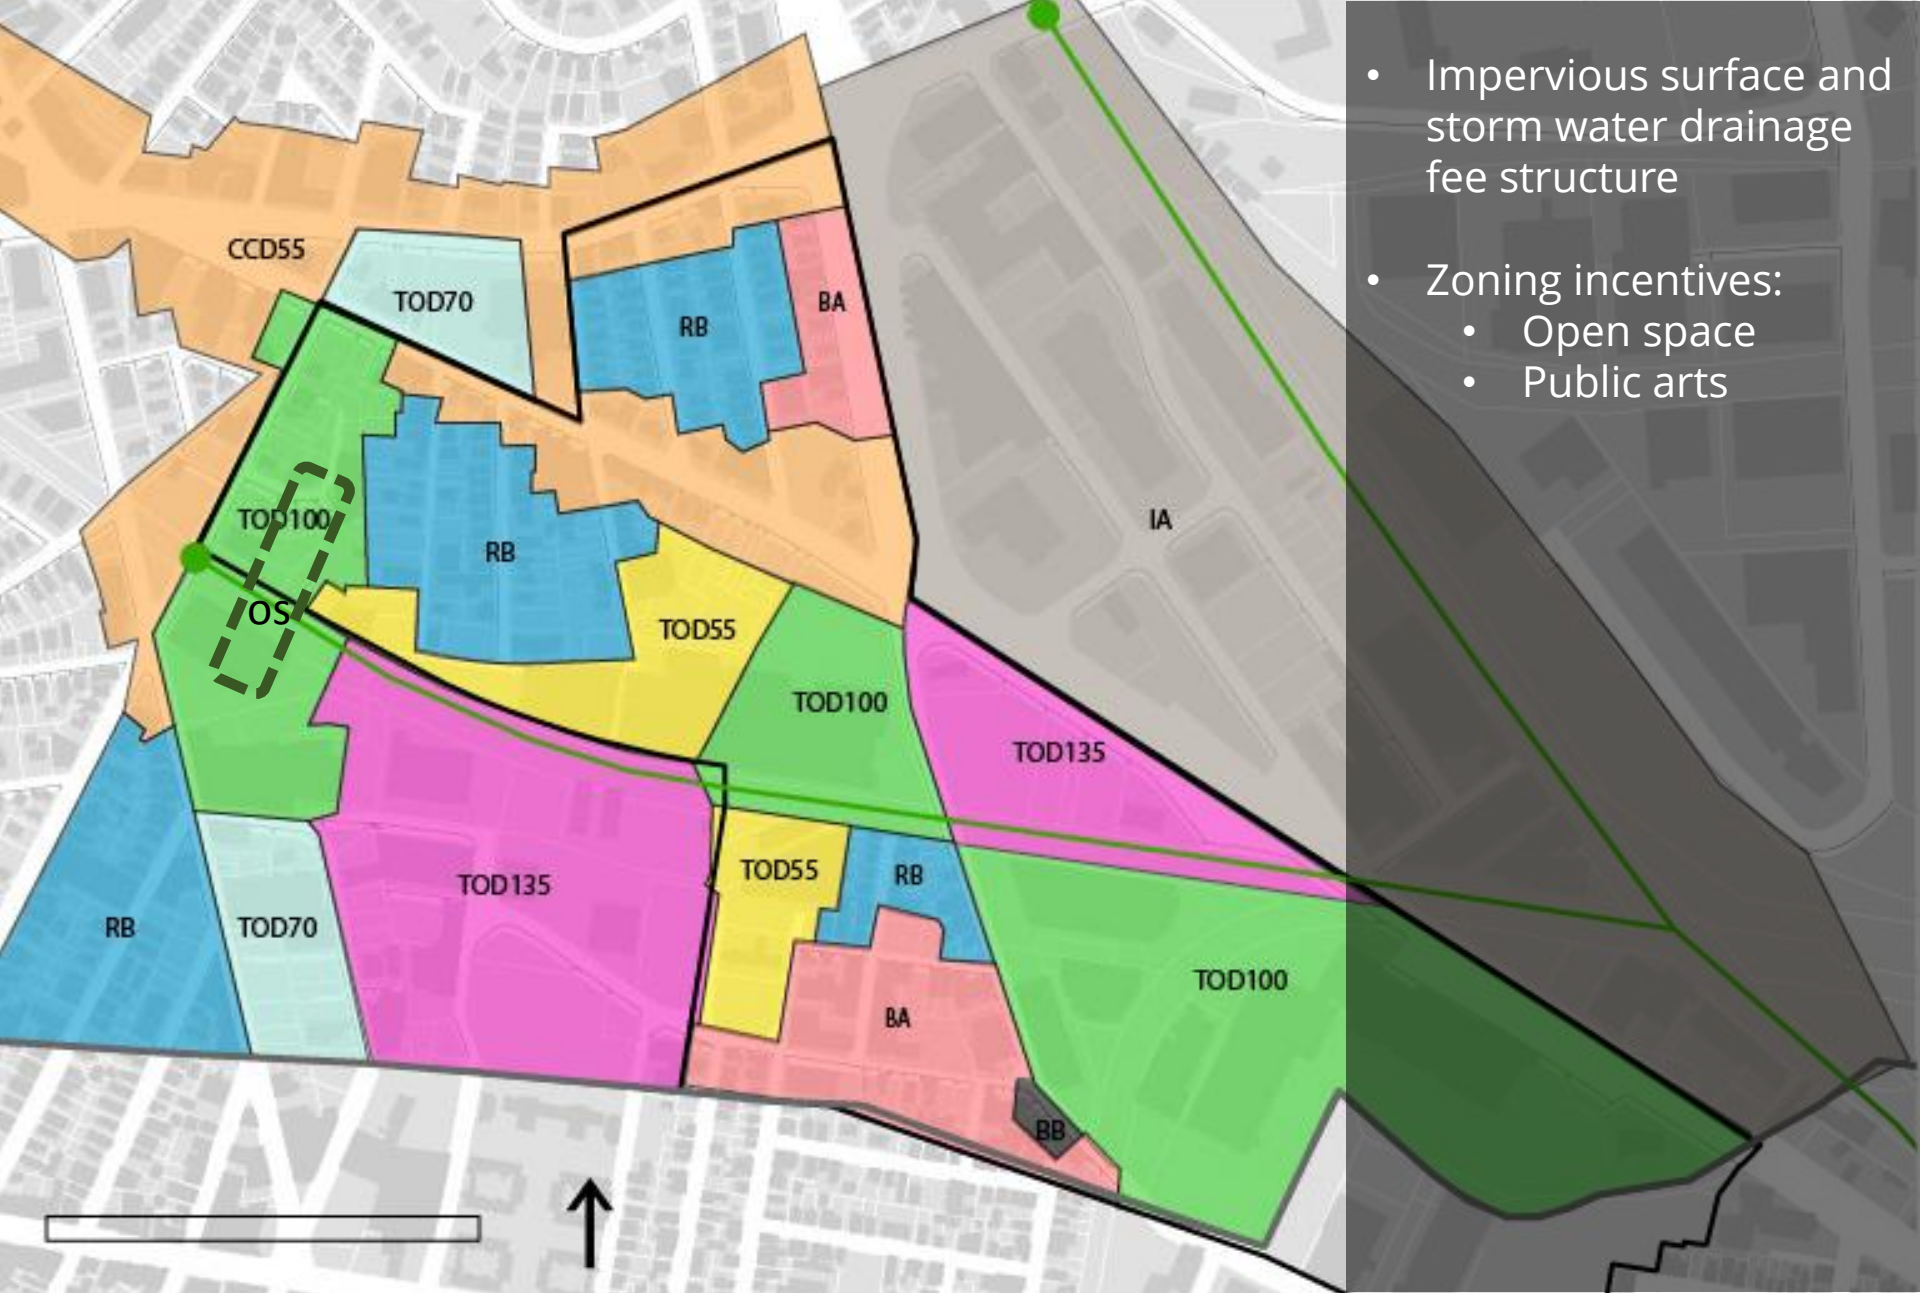 • Impervious surface and
storm water drainage
fee structure
• Zoning incentives:
• Open space
• Public arts
CCD55
TOD70
RB
BA
TOD100
IA
RB
OS
TOD55
TOD100
TOD135
TOD55
RB
TOD135
RB
TOD70
TOD100
BA
BB